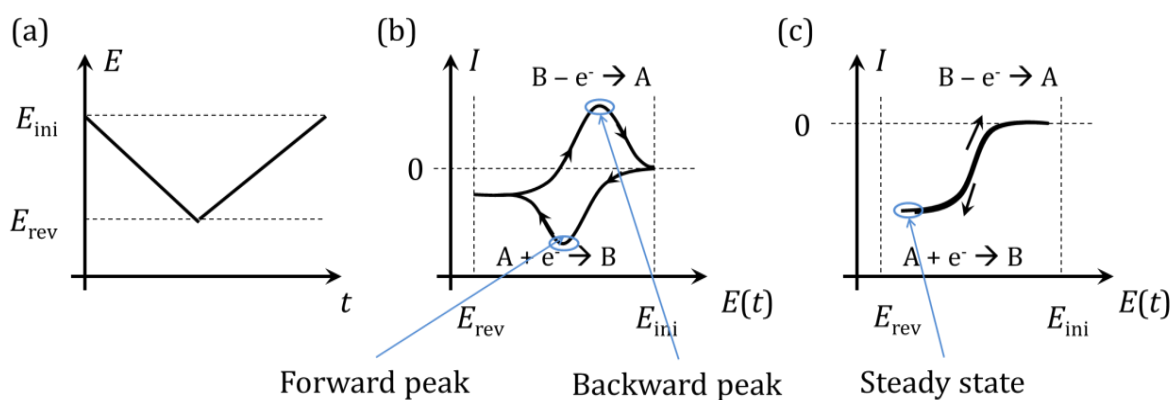 (a)
E
E_ini
E_rev
t
(b)
I
B – e⁻ → A
0
A + e⁻ → B
E(t)
E_rev
E_ini
Forward peak
Backward peak
(c)
I
B – e⁻ → A
0
A + e⁻ → B
E(t)
E_rev
E_ini
Steady state